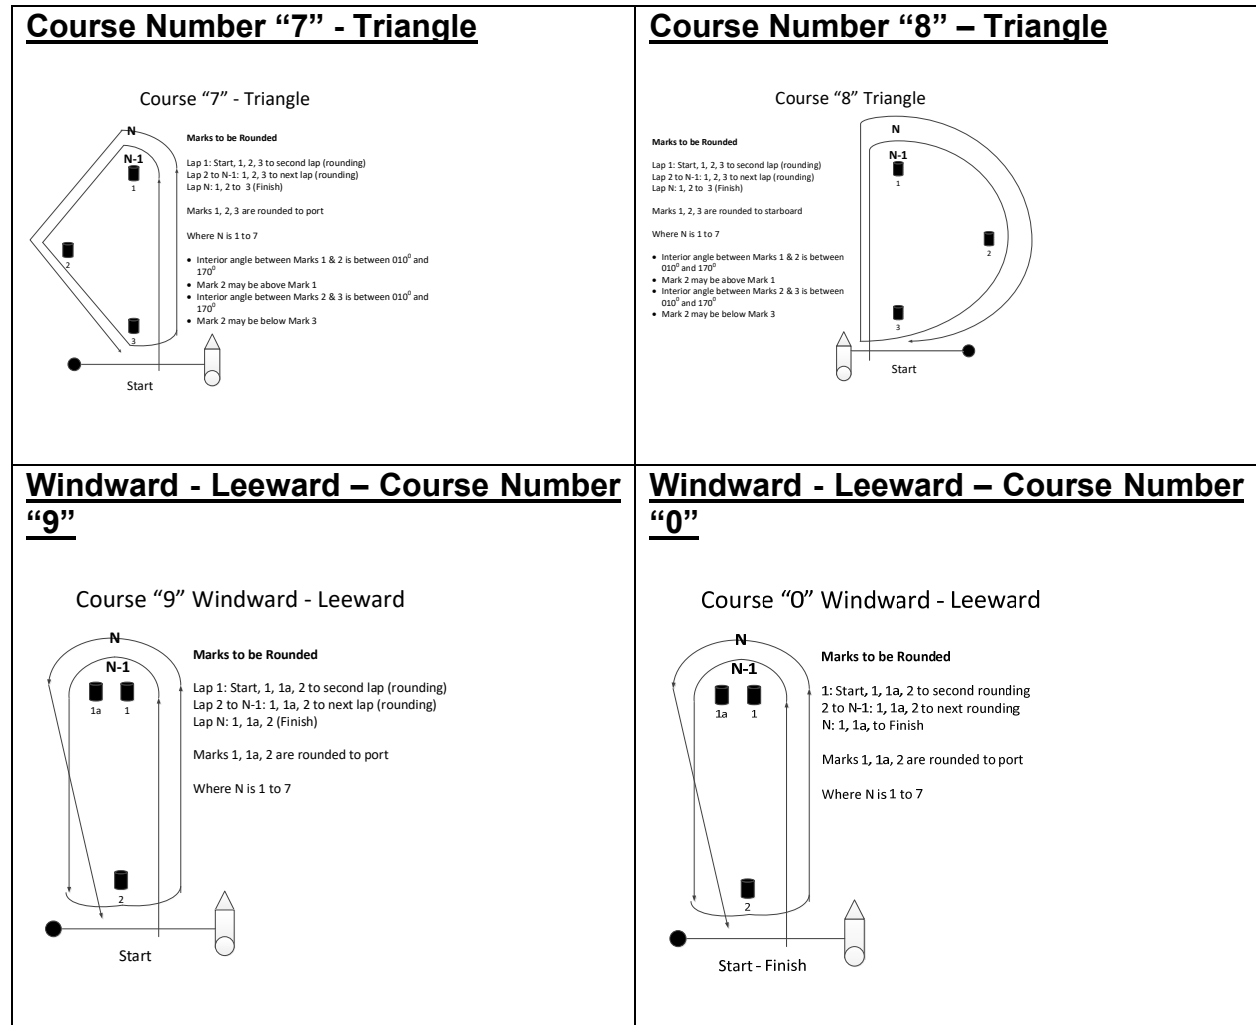 Course Number “7” - Triangle
Course “7” - Triangle
N
N-1
1
2
3
Start
Marks to be Rounded
Lap 1: Start, 1, 2, 3 to second lap (rounding)
Lap 2 to N-1: 1, 2, 3 to next lap (rounding)
Lap N: 1, 2 to  3 (Finish)
Marks 1, 2, 3 are rounded to port
Where N is 1 to 7
• Interior angle between Marks 1 & 2 is between 010⁰ and
170⁰
• Mark 2 may be above Mark 1
• Interior angle between Marks 2 & 3 is between 010⁰ and
170⁰
• Mark 2 may be below Mark 3
Course Number “8” – Triangle
Course “8” Triangle
Marks to be Rounded
Lap 1: Start, 1, 2, 3 to second lap (rounding)
Lap 2 to N-1: 1, 2, 3 to next lap (rounding)
Lap N: 1, 2 to  3 (Finish)
Marks 1, 2, 3 are rounded to starboard
Where N is 1 to 7
• Interior angle between Marks 1 & 2 is between
010⁰ and 170⁰
• Mark 2 may be above Mark 1
• Interior angle between Marks 2 & 3 is between
010⁰ and 170⁰
• Mark 2 may be below Mark 3
N
N-1
1
2
3
Start
Windward - Leeward – Course Number
“9”
Course “9” Windward - Leeward
N
N-1
1a 1
2
Start
Marks to be Rounded
Lap 1: Start, 1, 1a, 2 to second lap (rounding)
Lap 2 to N-1: 1, 1a, 2 to next lap (rounding)
Lap N: 1, 1a, 2 (Finish)
Marks 1, 1a, 2 are rounded to port
Where N is 1 to 7
Windward - Leeward – Course Number
“0”
Course “0” Windward - Leeward
N
N-1
1a 1
2
Start - Finish
Marks to be Rounded
1: Start, 1, 1a, 2 to second rounding
2 to N-1: 1, 1a, 2 to next rounding
N: 1, 1a, to Finish
Marks 1, 1a, 2 are rounded to port
Where N is 1 to 7